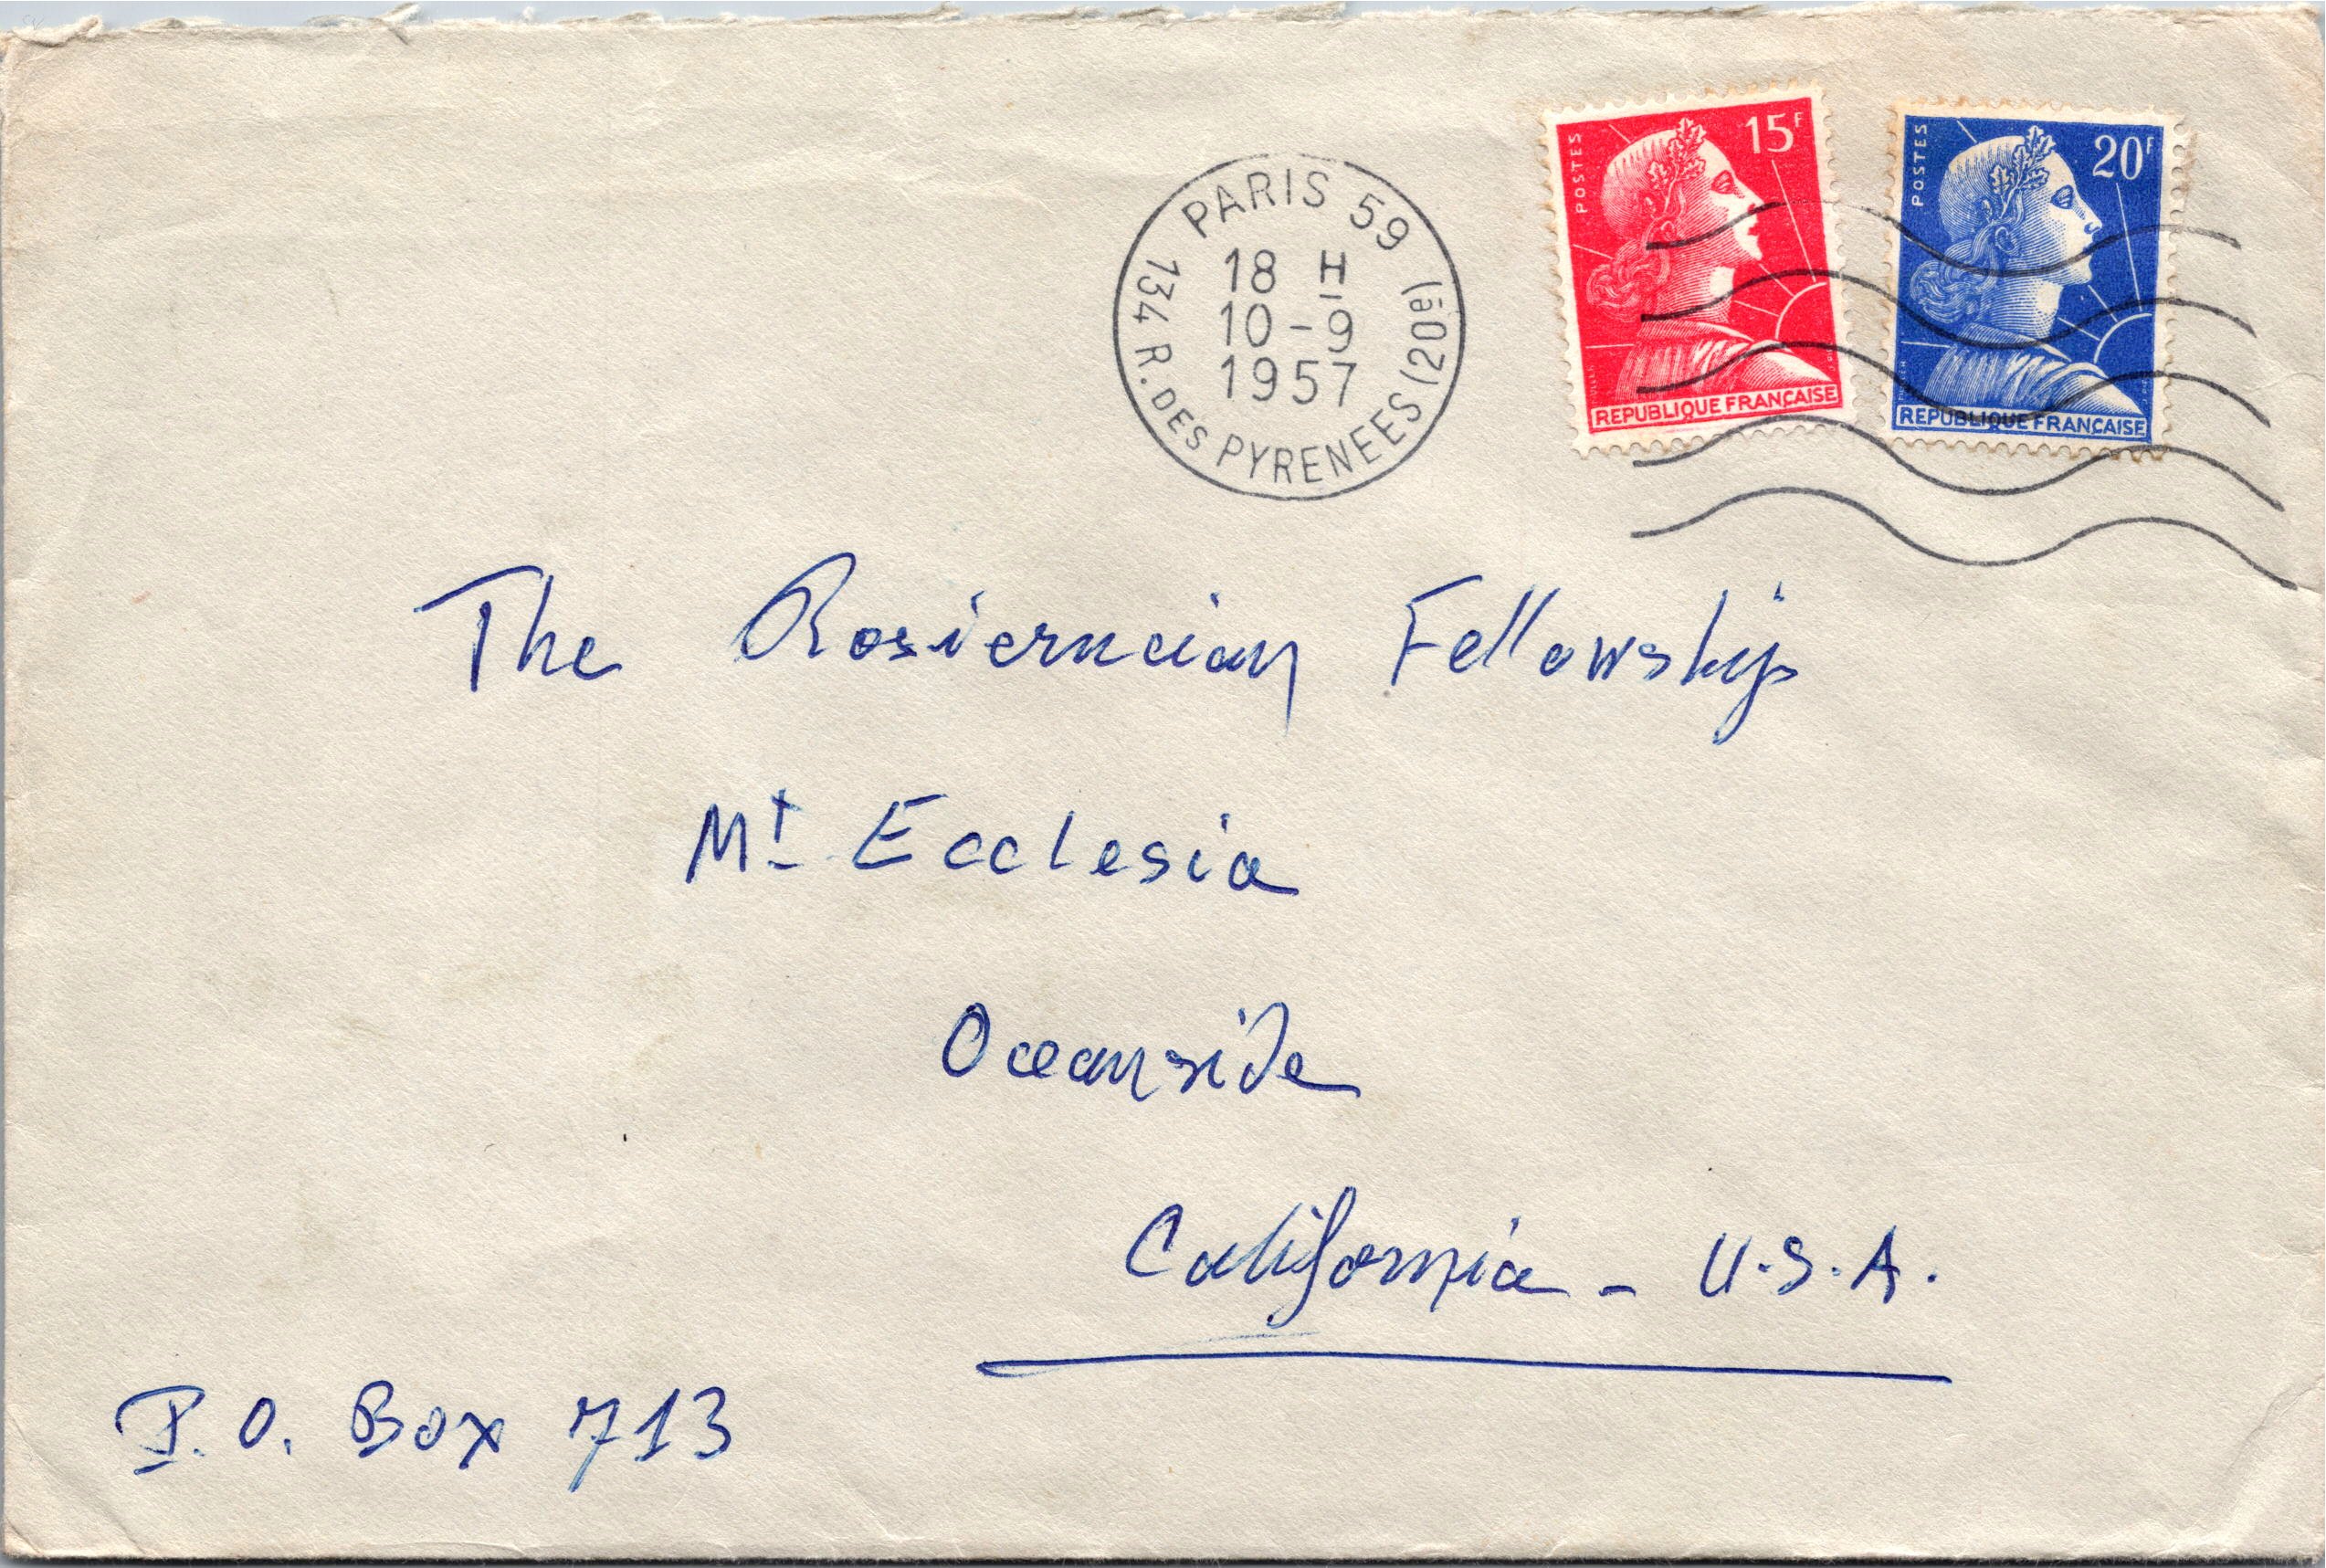 PARIS 59
134 R. DES PYRENEES (20è)
18 H
10-9
1957
POSTES
15F
REPUBLIQUE FRANÇAISE
POSTES
20F
REPUBLIQUE FRANÇAISE
The Rosicrucian Fellowship
Mt Ecclesia
Oceanside
California - U.S.A.
P.O. Box 713